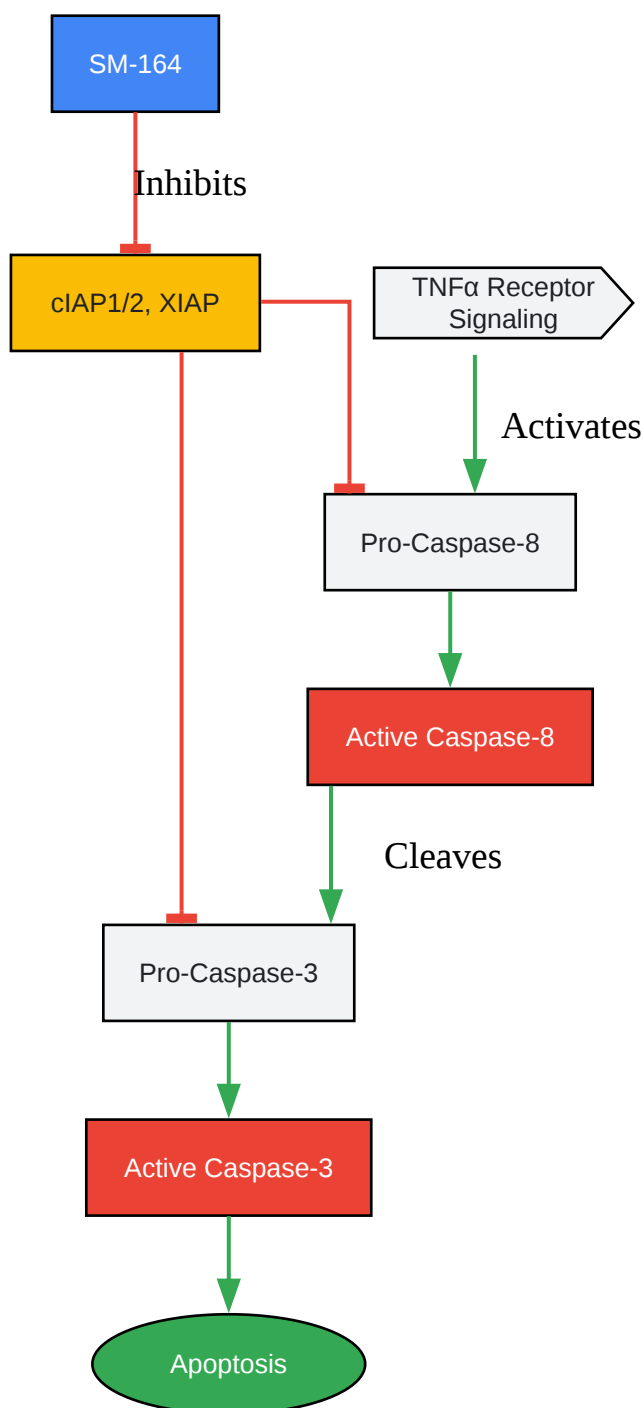 SM-164
Inhibits
cIAP1/2, XIAP
TNFα Receptor
Signaling
Activates
Pro-Caspase-8
Active Caspase-8
Cleaves
Pro-Caspase-3
Active Caspase-3
Apoptosis